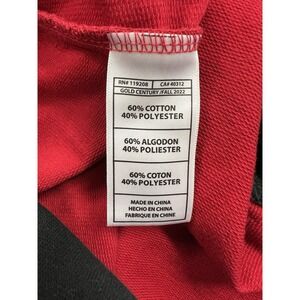 RN# 119208 CA# 40312
GOLD CENTURY /FALL 2022
60% COTTON
40% POLYESTER
60% ALGODON
40% POLIESTER
60% COTON
40% POLYESTER
MADE IN CHINA
HECHO EN CHINA
FABRIQUE EN CHINE